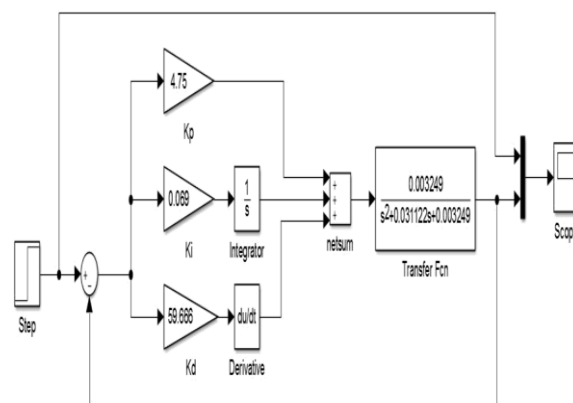 4.75
Kp
0.069
Ki
1
s
Integrator
+
+
+
netsum
0.003249
s2+0.031122s+0.003249
Transfer Fcn
Scop
Step
+
−
59.666
Kd
du/dt
Derivative